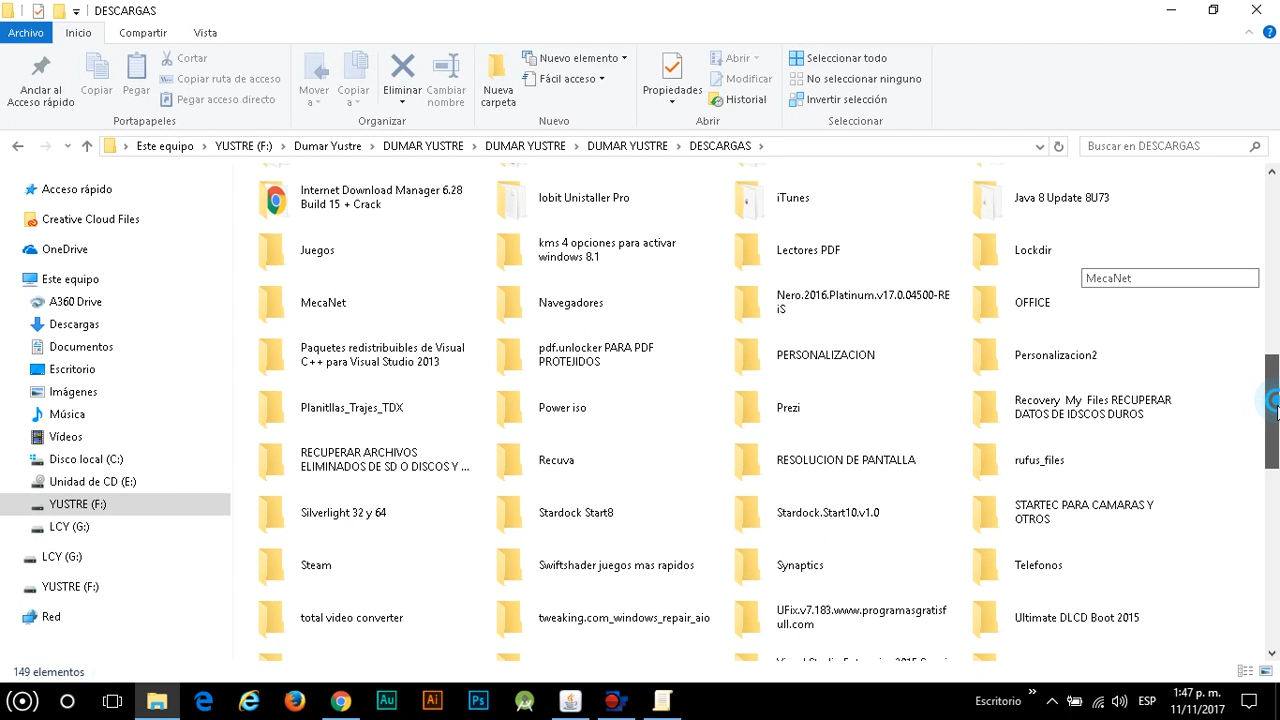 DESCARGAS
Archivo Inicio Compartir Vista
Anclar al
Acceso rápido
Copiar
Pegar
Cortar
Copiar ruta de acceso
Pegar acceso directo
Portapapeles
Mover
a
Copiar
a
Eliminar
Cambiar
nombre
Organizar
Nueva
carpeta
Nuevo elemento
Fácil acceso
Nuevo
Propiedades
Abrir
Modificar
Historial
Abrir
Seleccionar todo
No seleccionar ninguno
Invertir selección
Seleccionar
Este equipo YUSTRE (F:) Dumar Yustre DUMAR YUSTRE DUMAR YUSTRE DUMAR YUSTRE DESCARGAS
Buscar en DESCARGAS
Acceso rápido
Creative Cloud Files
OneDrive
Este equipo
A360 Drive
Descargas
Documentos
Escritorio
Imágenes
Música
Vídeos
Disco local (C:)
Unidad de CD (E:)
YUSTRE (F:)
LCY (G:)
LCY (G:)
YUSTRE (F:)
Red
Internet Download Manager 6.28
Build 15 + Crack
Iobit Unistaller Pro
iTunes
Java 8 Update 8U73
Juegos
kms 4 opciones para activar
windows 8.1
Lectores PDF
Lockdir
MecaNet
MecaNet
Navegadores
Nero.2016.Platinum.v17.0.04500-RE
iS
OFFICE
Paquetes redistribuibles de Visual
C++ para Visual Studio 2013
pdf.unlocker PARA PDF
PROTEJIDOS
PERSONALIZACION
Personalizacion2
Planitllas_Trajes_TDX
Power iso
Prezi
Recovery My Files RECUPERAR
DATOS DE IDSCOS DUROS
RECUPERAR ARCHIVOS
ELIMINADOS DE SD O DISCOS Y ...
Recuva
RESOLUCION DE PANTALLA
rufus_files
Silverlight 32 y 64
Stardock Start8
Stardock.Start10.v1.0
STARTEC PARA CAMARAS Y
OTROS
Steam
Swiftshader juegos mas rapidos
Synaptics
Telefonos
total video converter
tweaking.com_windows_repair_aio
UFix.v7.183.www.programasgratisf
ull.com
Ultimate DLCD Boot 2015
149 elementos
Au Ai Ps
Escritorio
ESP
1:47 p. m.
11/11/2017